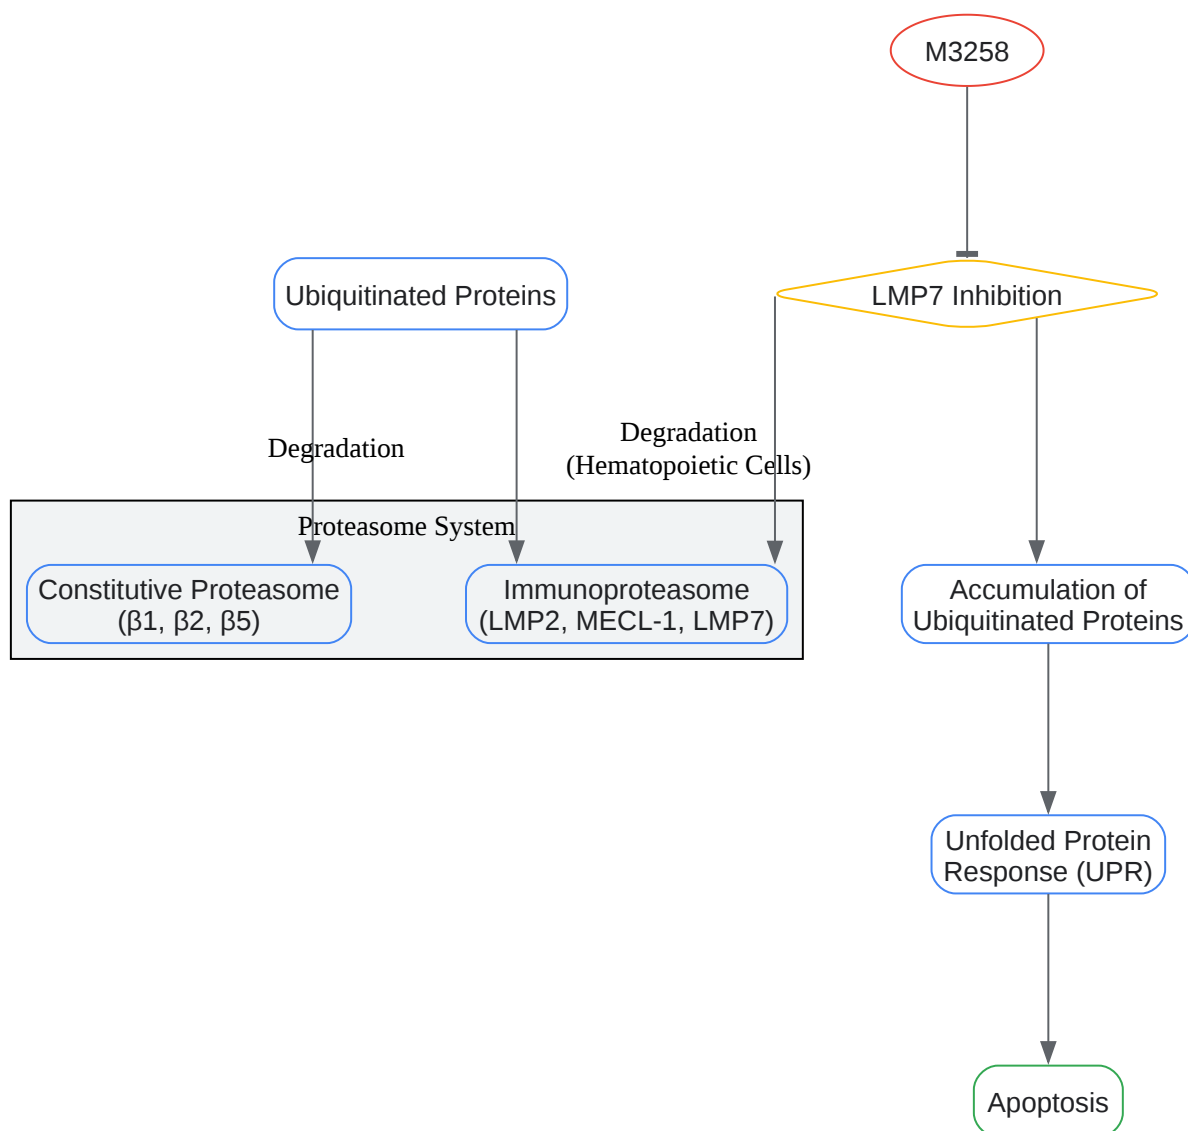 M3258
Ubiquitinated Proteins
LMP7 Inhibition
Degradation
Degradation
(Hematopoietic Cells)
Proteasome System
Constitutive Proteasome
(β1, β2, β5)
Immunoproteasome
(LMP2, MECL-1, LMP7)
Accumulation of
Ubiquitinated Proteins
Unfolded Protein
Response (UPR)
Apoptosis